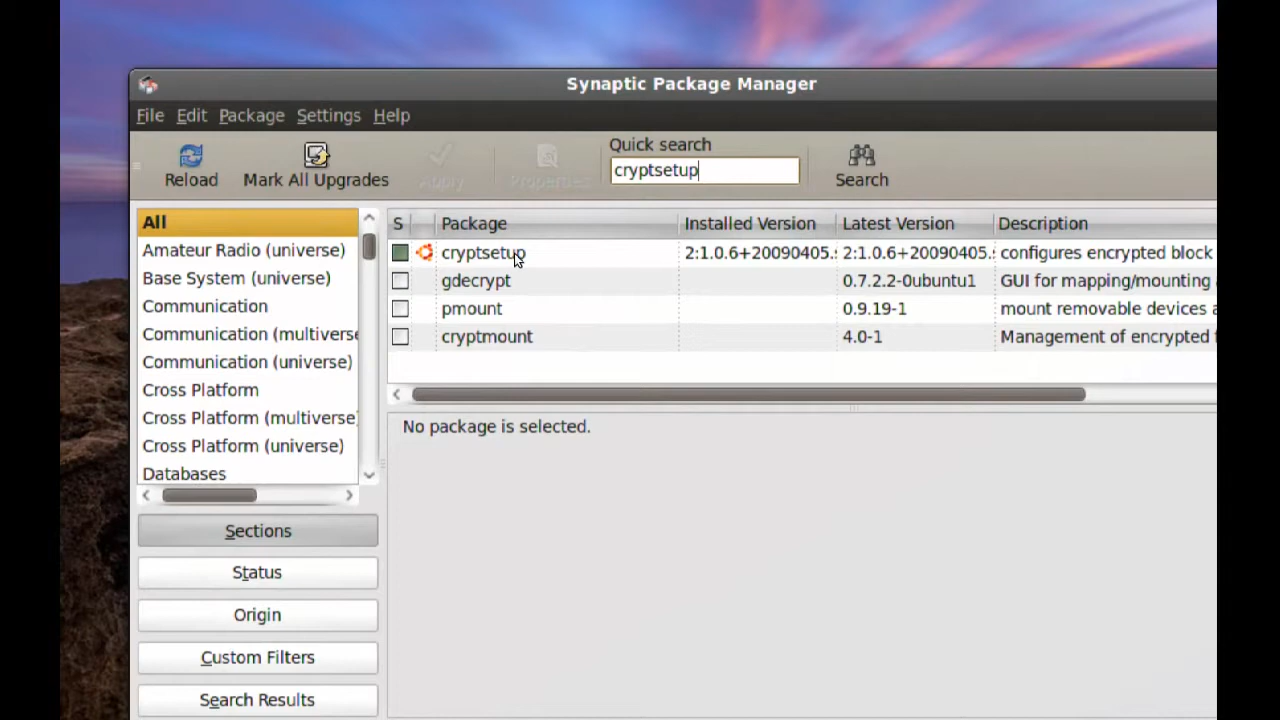 Synaptic Package Manager
File Edit Package Settings Help
Reload Mark All Upgrades Apply Properties Quick search cryptsetup Search
All
Amateur Radio (universe)
Base System (universe)
Communication
Communication (multiverse
Communication (universe)
Cross Platform
Cross Platform (multiverse)
Cross Platform (universe)
Databases
S Package Installed Version Latest Version Description
cryptsetup 2:1.0.6+20090405. 2:1.0.6+20090405. configures encrypted block
gdecrypt 0.7.2.2-0ubuntu1 GUI for mapping/mounting
pmount 0.9.19-1 mount removable devices
cryptmount 4.0-1 Management of encrypted
No package is selected.
Sections
Status
Origin
Custom Filters
Search Results